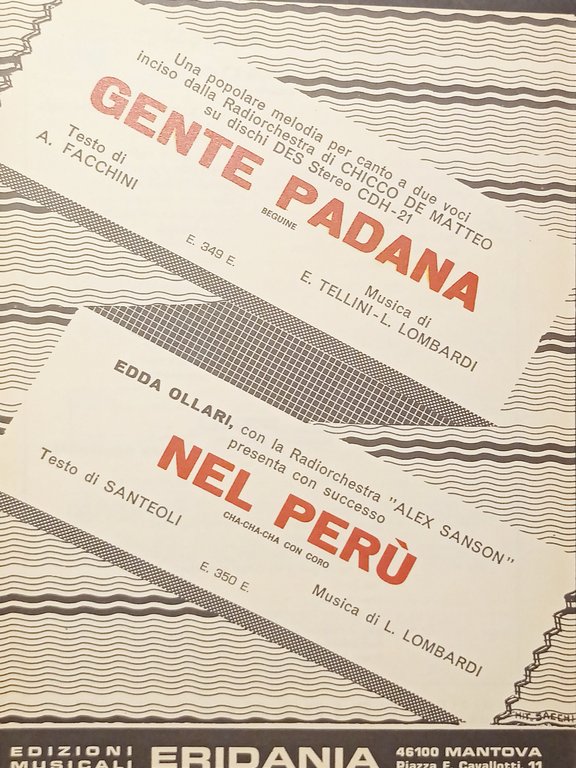 Una popolare melodia per canto a due voci
inciso dalla Radiorchestra di CHICCO DE MATTEO
su dischi DES Stereo CDH-21
GENTE PADANA
BEGUINE
Testo di
A. FACCHINI
E. 349 E.
Musica di
E. TELLINI-L. LOMBARDI
EDDA OLLARI, con la Radiorchestra "ALEX SANSON"
presenta con successo
NEL PERÙ
CHA-CHA-CHA CON CORO
Testo di SANTEOLI
E. 350 E.
Musica di L. LOMBARDI
SACCHI
EDIZIONI
MUSICALI
ERIDANIA
46100 MANTOVA
Piazza F. Cavallotti, 11